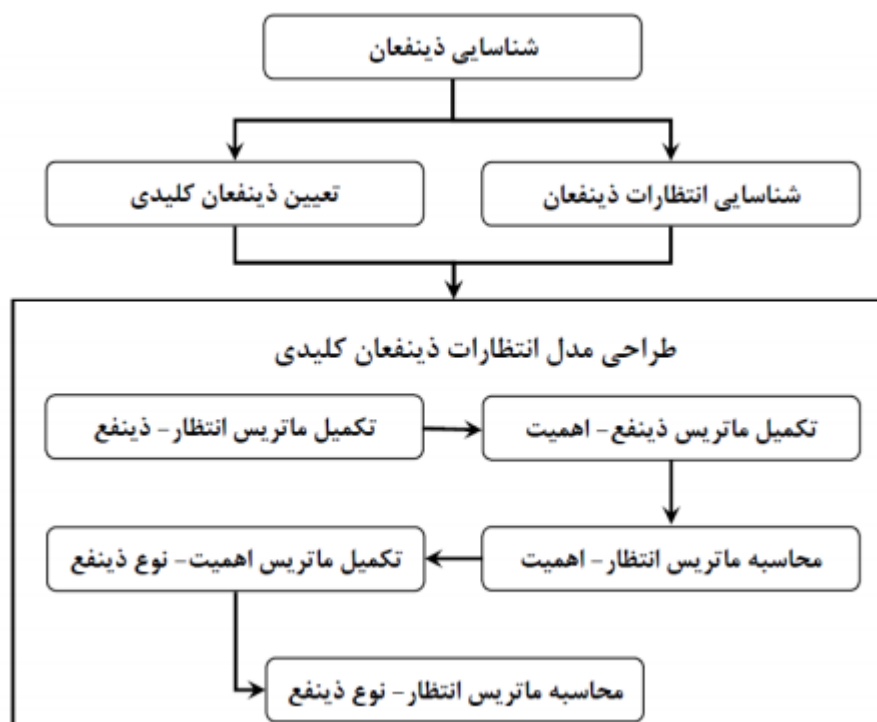 شناسایی ذینفعان
شناسایی انتظارات ذینفعان
تعیین ذینفعان کلیدی
طراحی مدل انتظارات ذینفعان کلیدی
تکمیل ماتریس انتظار- ذینفع
تکمیل ماتریس ذینفع- اهمیت
محاسبه ماتریس انتظار- اهمیت
تکمیل ماتریس اهمیت- نوع ذینفع
محاسبه ماتریس انتظار- نوع ذینفع